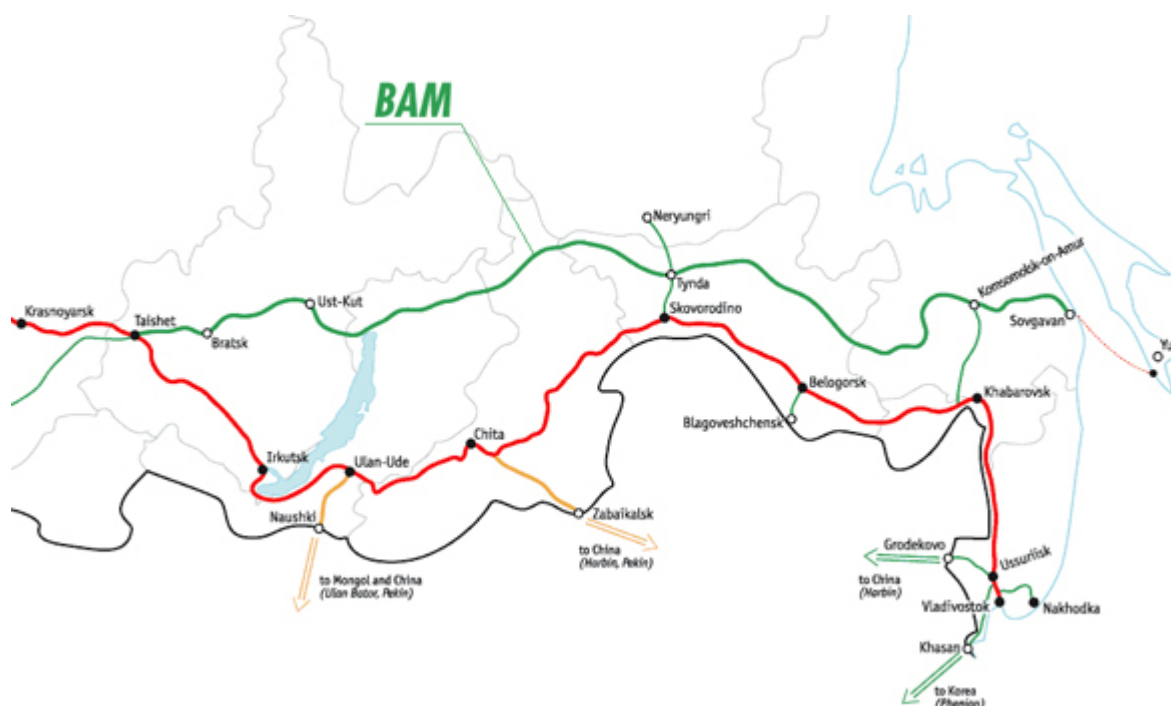 BAM
Neryungri
Tynda
Komsomolsk-on-Amur
Krasnoyarsk
Taishet
Ust-Kut
Bratsk
Skovorodino
Sovgavan
Belogorsk
Khabarovsk
Blagoveshchensk
Chita
Irkutsk
Ulan-Ude
Naushki
Zabaikalsk
to China
(Harbin, Pekin)
to Mongol and China
(Ulan Bator, Pekin)
Grodekovo
to China
(Harbin)
Ussuriisk
Vladivostok
Nakhodka
Khasan
to Korea
(Phenian)